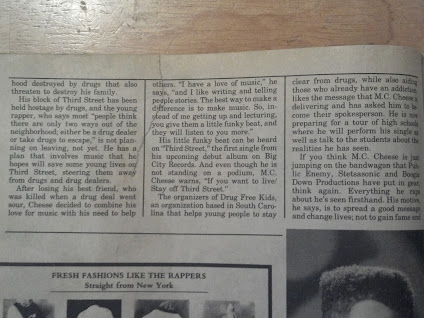 hood destroyed by drugs that also
threaten to destroy his family.
His block of Third Street has been
held hostage by drugs, and the young
rapper, who says most "people think
there are only two ways out of the
neighborhood; either be a drug dealer
or take drugs to escape," is not plan-
ning on leaving, not yet. He has a
plan that involves music that he
hopes will save some young lives on
Third Street, steering them away
from drugs and drug dealers.
After losing his best friend, who
was killed when a drug deal went
sour, Cheese decided to combine his
love for music with his need to help
others. "I have a love of music," he
says, "and I like writing and telling
people stories. The best way to make a
difference is to make music. So, in-
stead of me getting up and lecturing,
you give them a little funky beat, and
they will listen to you more."
His little funky beat can be heard
on "Third Street," the first single from
his upcoming debut album on Big
City Records. And even though he is
not standing on a podium, M.C.
Cheese warns, "If you want to live/
Stay off Third Street."
The organizers of Drug Free Kids,
an organization based in South Caro-
lina that helps young people to stay
clear from drugs, while also aiding
those who already have an addiction,
likes the message that M.C. Cheese is
delivering and has asked him to be-
come their spokesperson. He is now
preparing for a tour of high schools
where he will perform his single as
well as talk to the students about the
realities he has seen.
If you think M.C. Cheese is just
jumping on the bandwagon that Pub-
lic Enemy, Stetsasonic and Boogie
Down Productions have put in gear,
think again. Everything he raps
about he's seen firsthand. His motive,
he says, is to spread a good message
and change lives; not to gain fame and
FRESH FASHIONS LIKE THE RAPPERS
Straight from New York